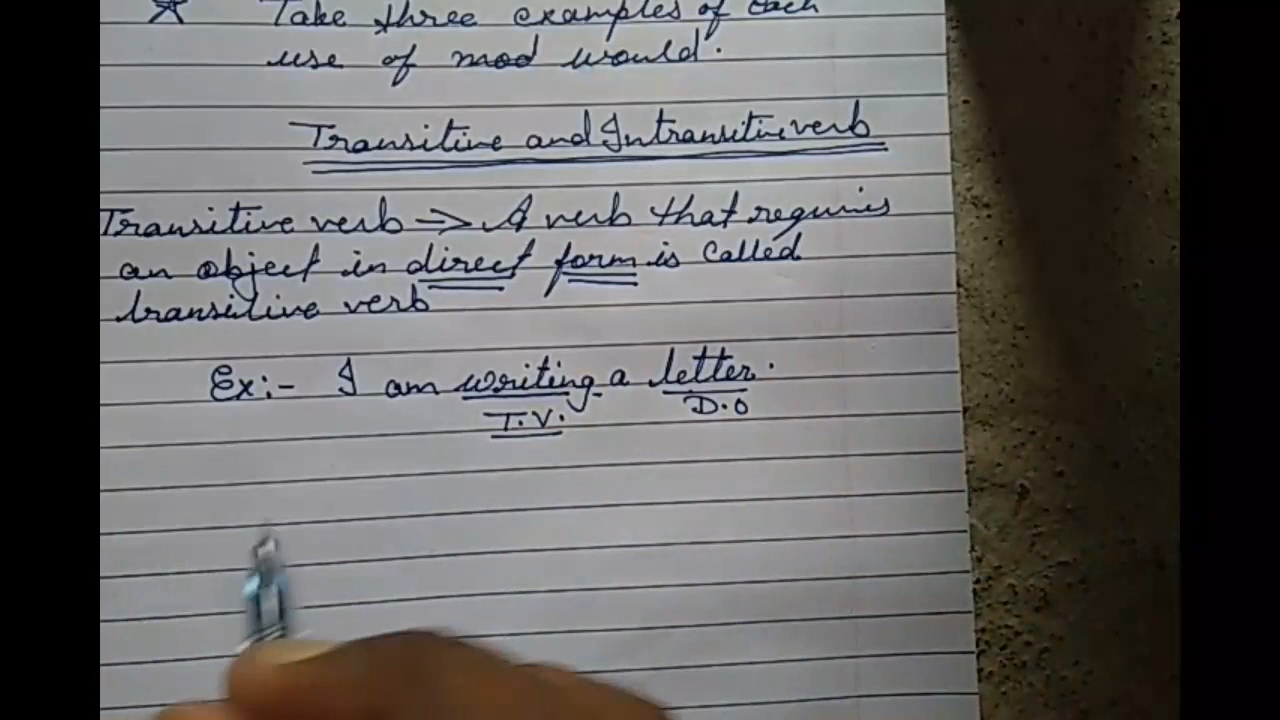 ☆ Take three examples of each
use of mod would.
Transitive and Intransitive verb
Transitive verb => A verb that requires
an object in direct form is called
transitive verb
Ex:- I am writing a letter.
T.V. D.O